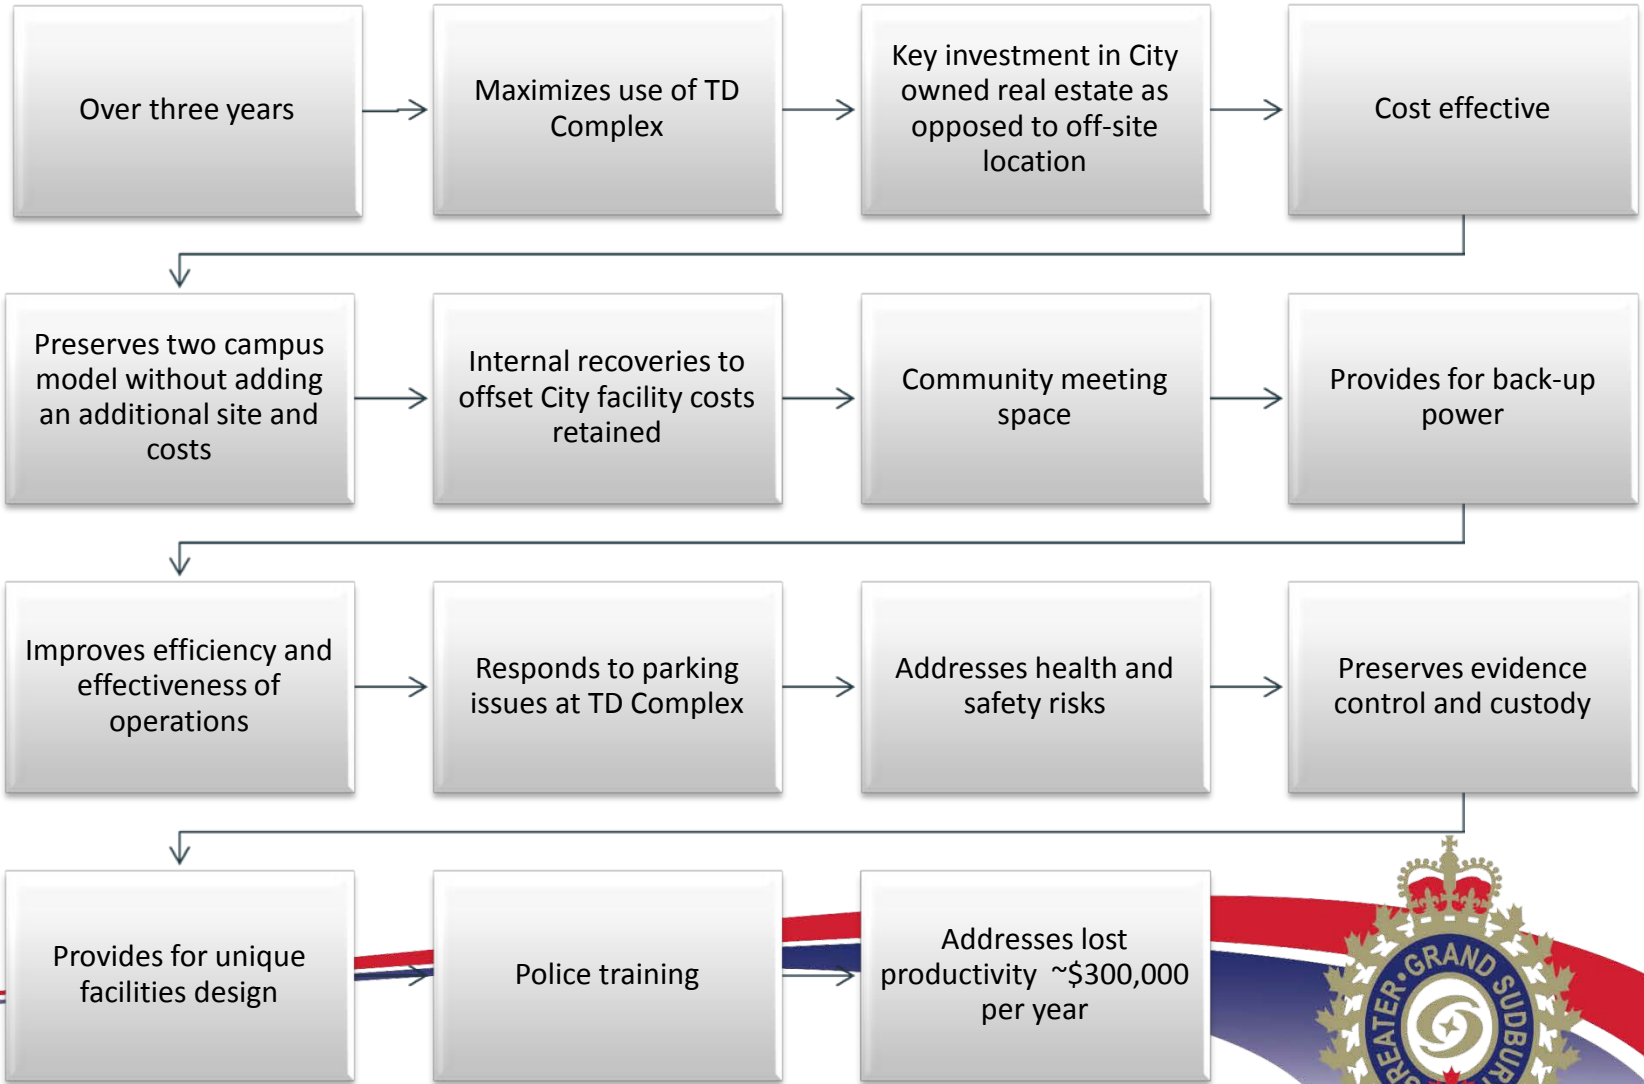 Over three years
Maximizes use of TD
Complex
Key investment in City
owned real estate as
opposed to off-site
location
Cost effective
Preserves two campus
model without adding
an additional site and
costs
Internal recoveries to
offset City facility costs
retained
Community meeting
space
Provides for back-up
power
Improves efficiency and
effectiveness of
operations
Responds to parking
issues at TD Complex
Addresses health and
safety risks
Preserves evidence
control and custody
Provides for unique
facilities design
Police training
Addresses lost
productivity ~$300,000
per year
GREATER • GRAND SUDBURY